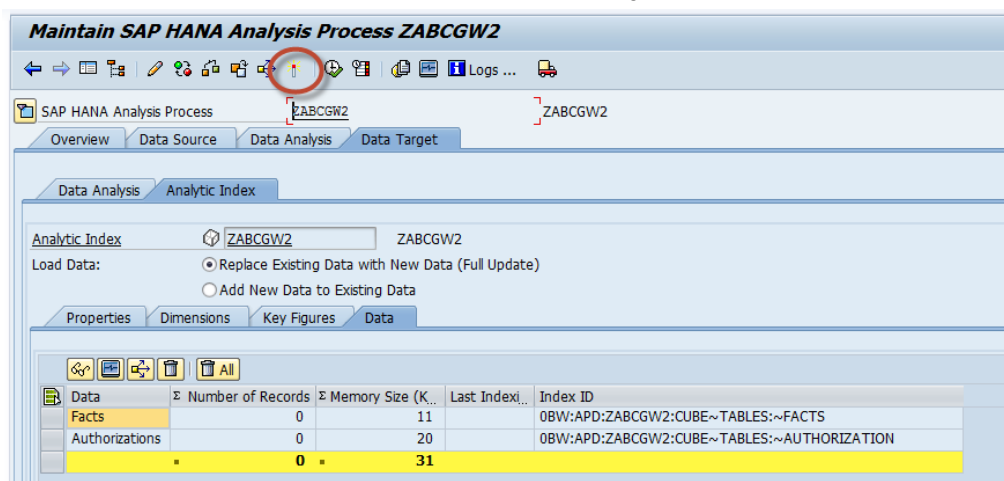 Maintain SAP HANA Analysis Process ZABCGW2
Logs ...
SAP HANA Analysis Process ZABCGW2 ZABCGW2
Overview Data Source Data Analysis Data Target
Data Analysis Analytic Index
Analytic Index ZABCGW2 ZABCGW2
Load Data: Replace Existing Data with New Data (Full Update)
Add New Data to Existing Data
Properties Dimensions Key Figures Data
All
Data Σ Number of Records Σ Memory Size (K... Last Indexi... Index ID
Facts 0 11 0BW:APD:ZABCGW2:CUBE~TABLES:~FACTS
Authorizations 0 20 0BW:APD:ZABCGW2:CUBE~TABLES:~AUTHORIZATION
0 31